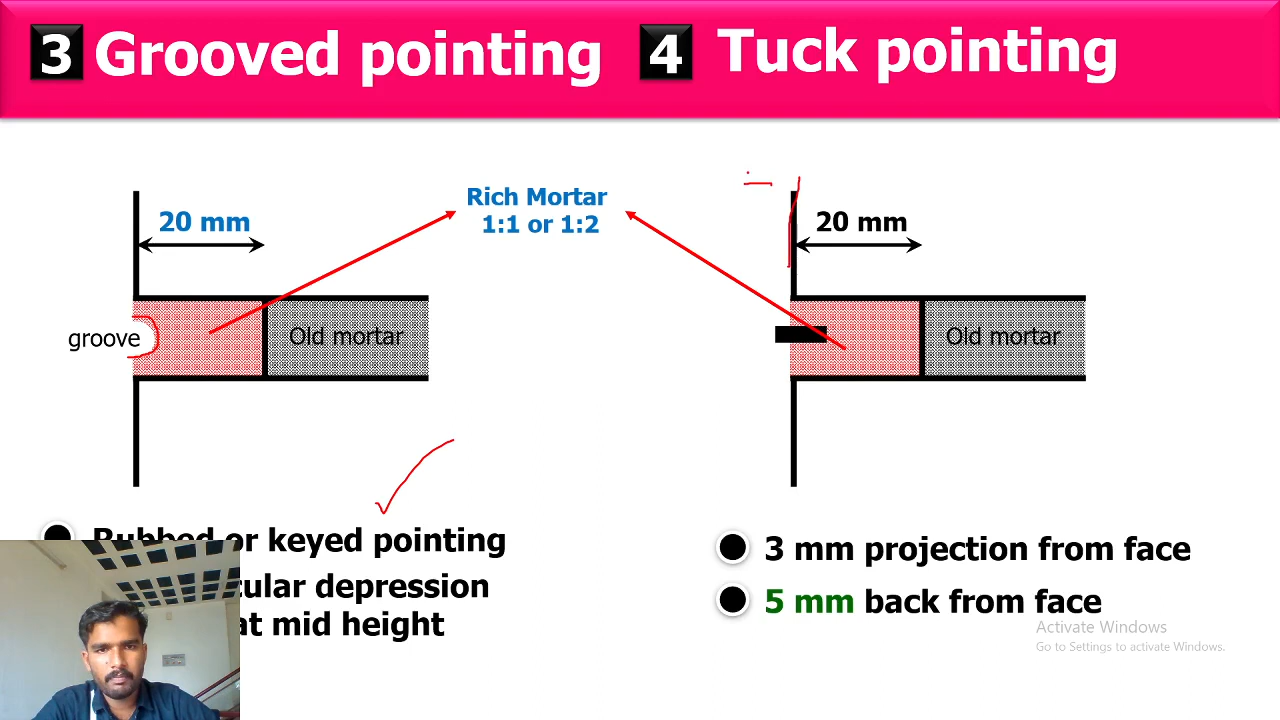 3 Grooved pointing
4 Tuck pointing
20 mm
Rich Mortar
1:1 or 1:2
20 mm
groove
Old mortar
Old mortar
Rubbed or keyed pointing
depression
at mid height
3 mm projection from face
5 mm back from face
Activate Windows
Go to Settings to activate Windows.